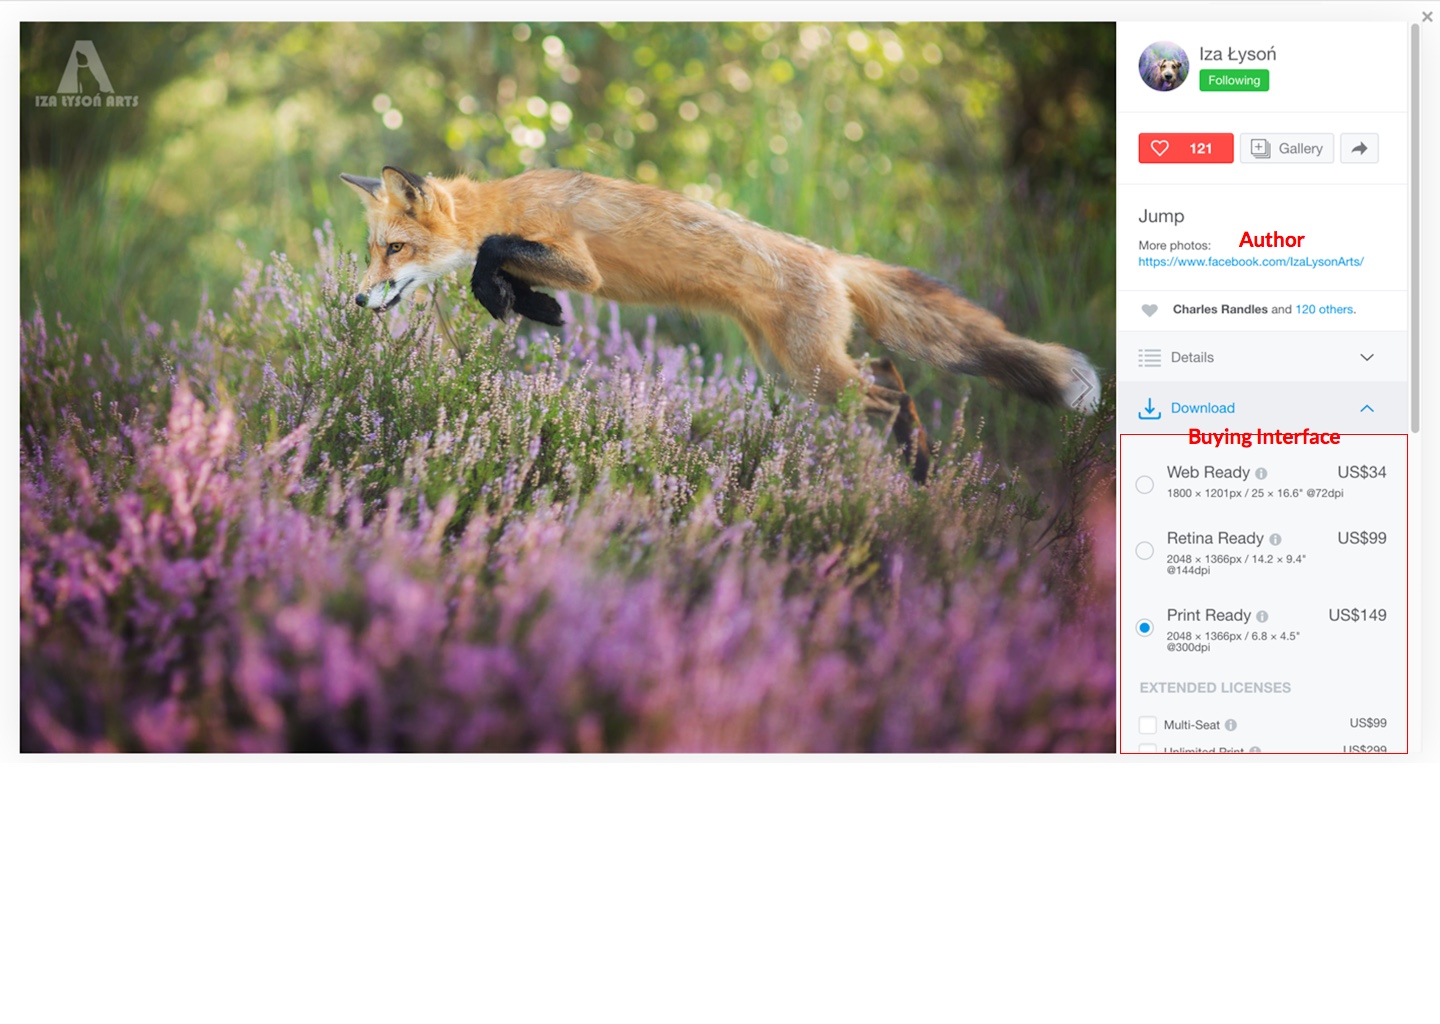 IZA ŁYSOŃ ARTS
Iza Łysoń
Following
121
Gallery
Jump
More photos:
Author
https://www.facebook.com/IzaLysonArts/
Charles Randles and 120 others.
Details
Download
Buying Interface
Web Ready US$34
1800 × 1201px / 25 × 16.6" @72dpi
Retina Ready US$99
2048 × 1366px / 14.2 × 9.4"
@144dpi
Print Ready US$149
2048 × 1366px / 6.8 × 4.5"
@300dpi
EXTENDED LICENSES
Multi-Seat US$99
Unlimited Print US$299